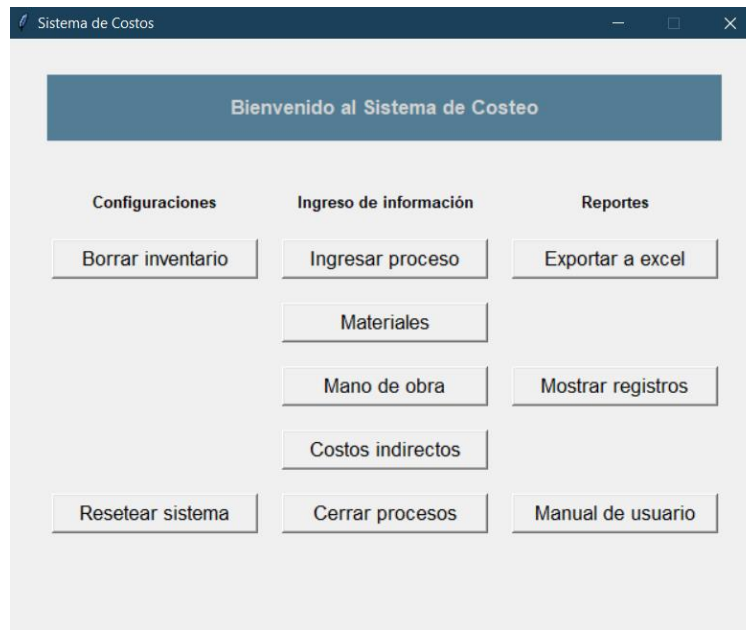 Sistema de Costos
Bienvenido al Sistema de Costeo
Configuraciones Ingreso de información Reportes
Borrar inventario Ingresar proceso Exportar a excel
Materiales
Mano de obra Mostrar registros
Costos indirectos
Resetear sistema Cerrar procesos Manual de usuario